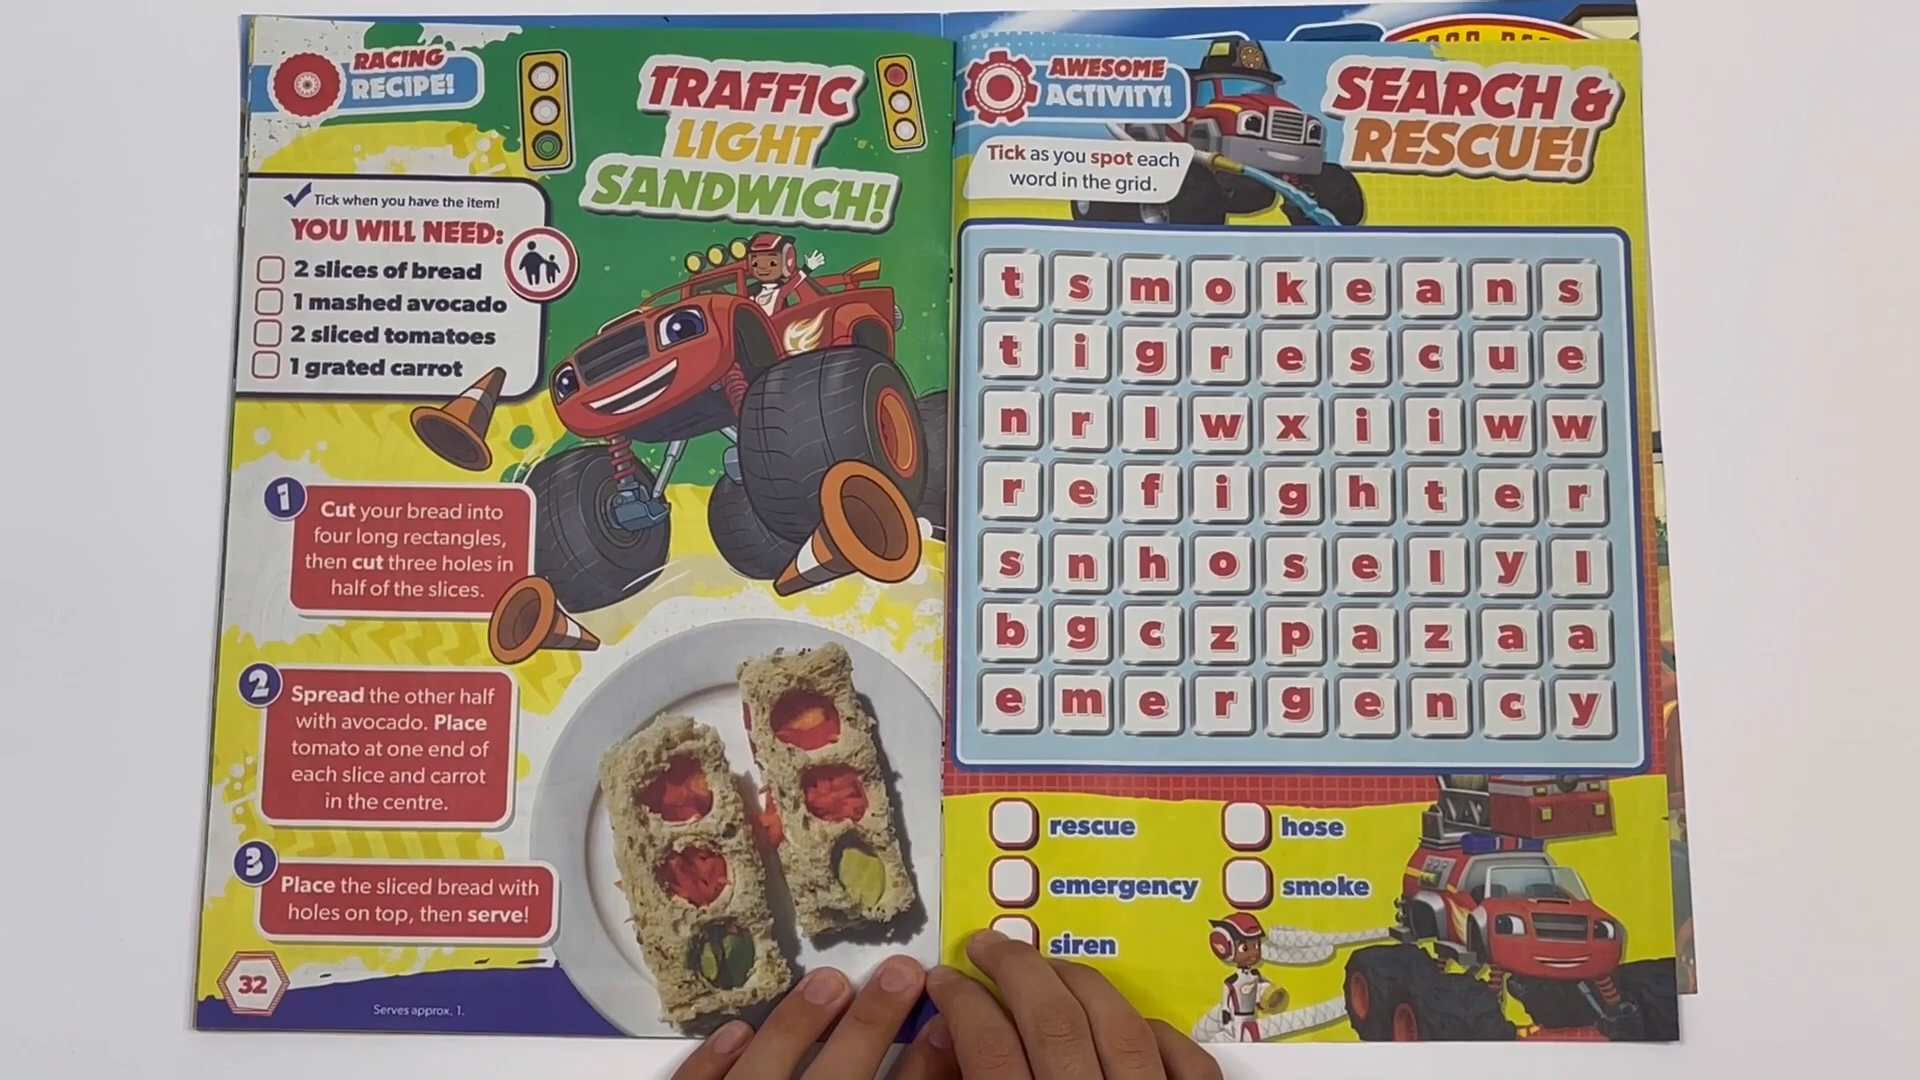 RACING
RECIPE!
TRAFFIC
LIGHT
SANDWICH!
Tick when you have the item!
YOU WILL NEED:
2 slices of bread
1 mashed avocado
2 sliced tomatoes
1 grated carrot
1
Cut your bread into
four long rectangles,
then cut three holes in
half of the slices.
2
Spread the other half
with avocado. Place
tomato at one end of
each slice and carrot
in the centre.
3
Place the sliced bread with
holes on top, then serve!
32
Serves approx. 1.
AWESOME
ACTIVITY!
SEARCH &
RESCUE!
Tick as you spot each
word in the grid.
t s m o k e a n s
t i g r e s c u e
n r l w x i i w w
r e f i g h t e r
s n h o s e l y l
b g c z p a z a a
e m e r g e n c y
rescue
hose
emergency
smoke
siren